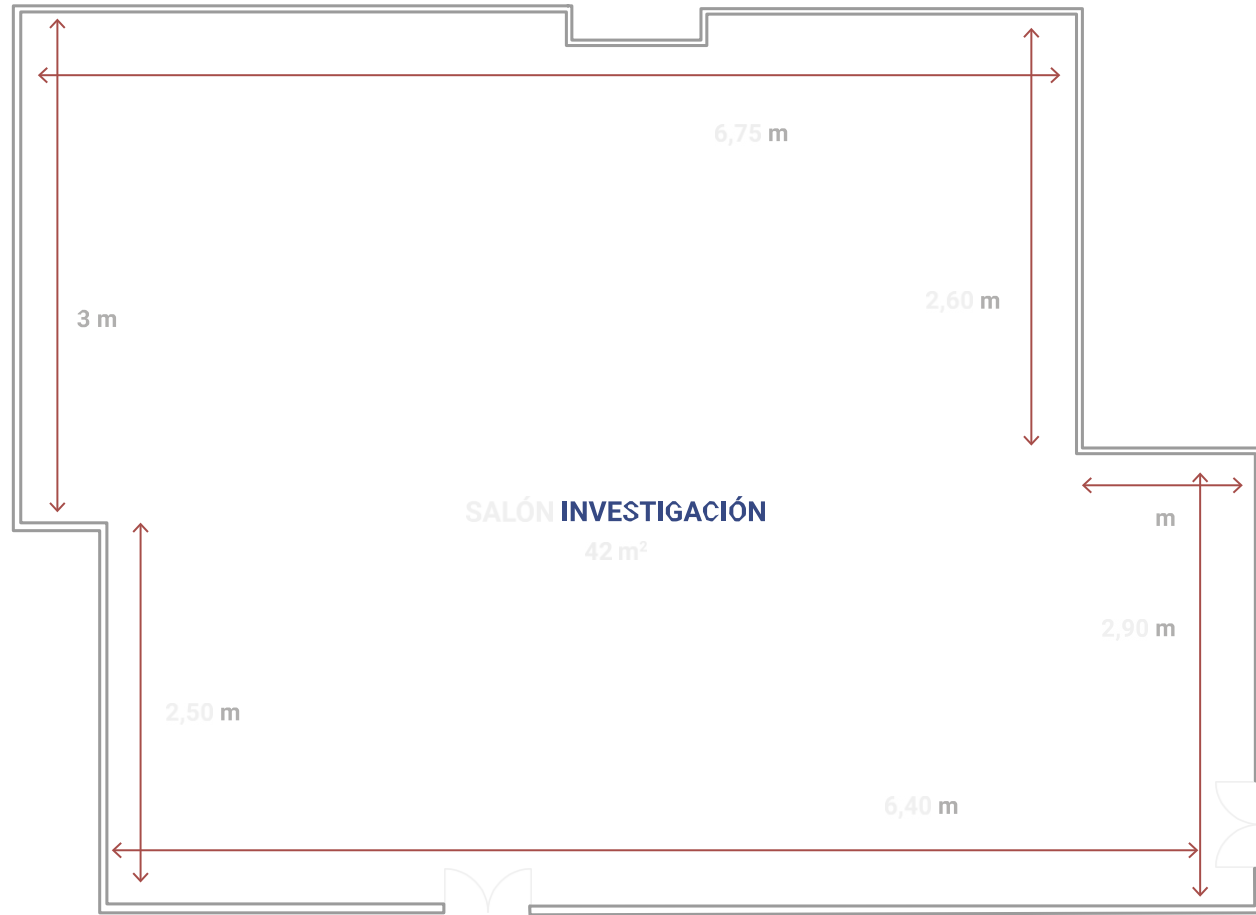 6,75 m
2,60 m
3 m
SALÓN INVESTIGACIÓN
42 m²
m
2,90 m
2,50 m
6,40 m